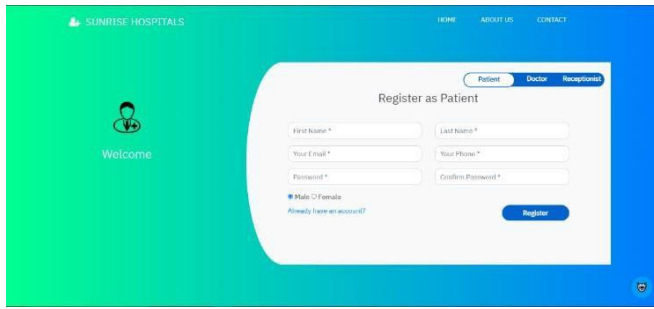 SUNRISE HOSPITALS
HOME ABOUT US CONTACT
Patient Doctor Receptionist
Register as Patient
Welcome
First Name * Last Name *
Your Email * Your Phone *
Password * Confirm Password *
Male Female
Already have an account?
Register